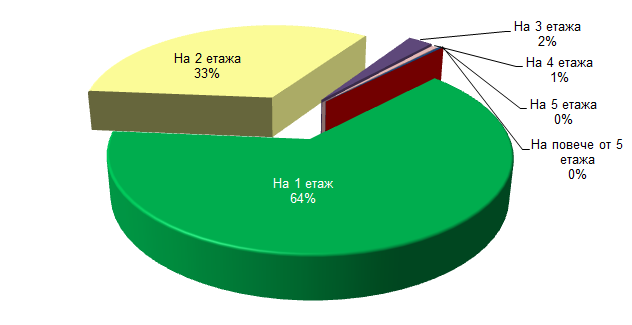 На 3 етажа
2%
На 2 етажа
33%
На 4 етажа
1%
На 5 етажа
0%
На повече от 5
етажа
0%
На 1 етаж
64%